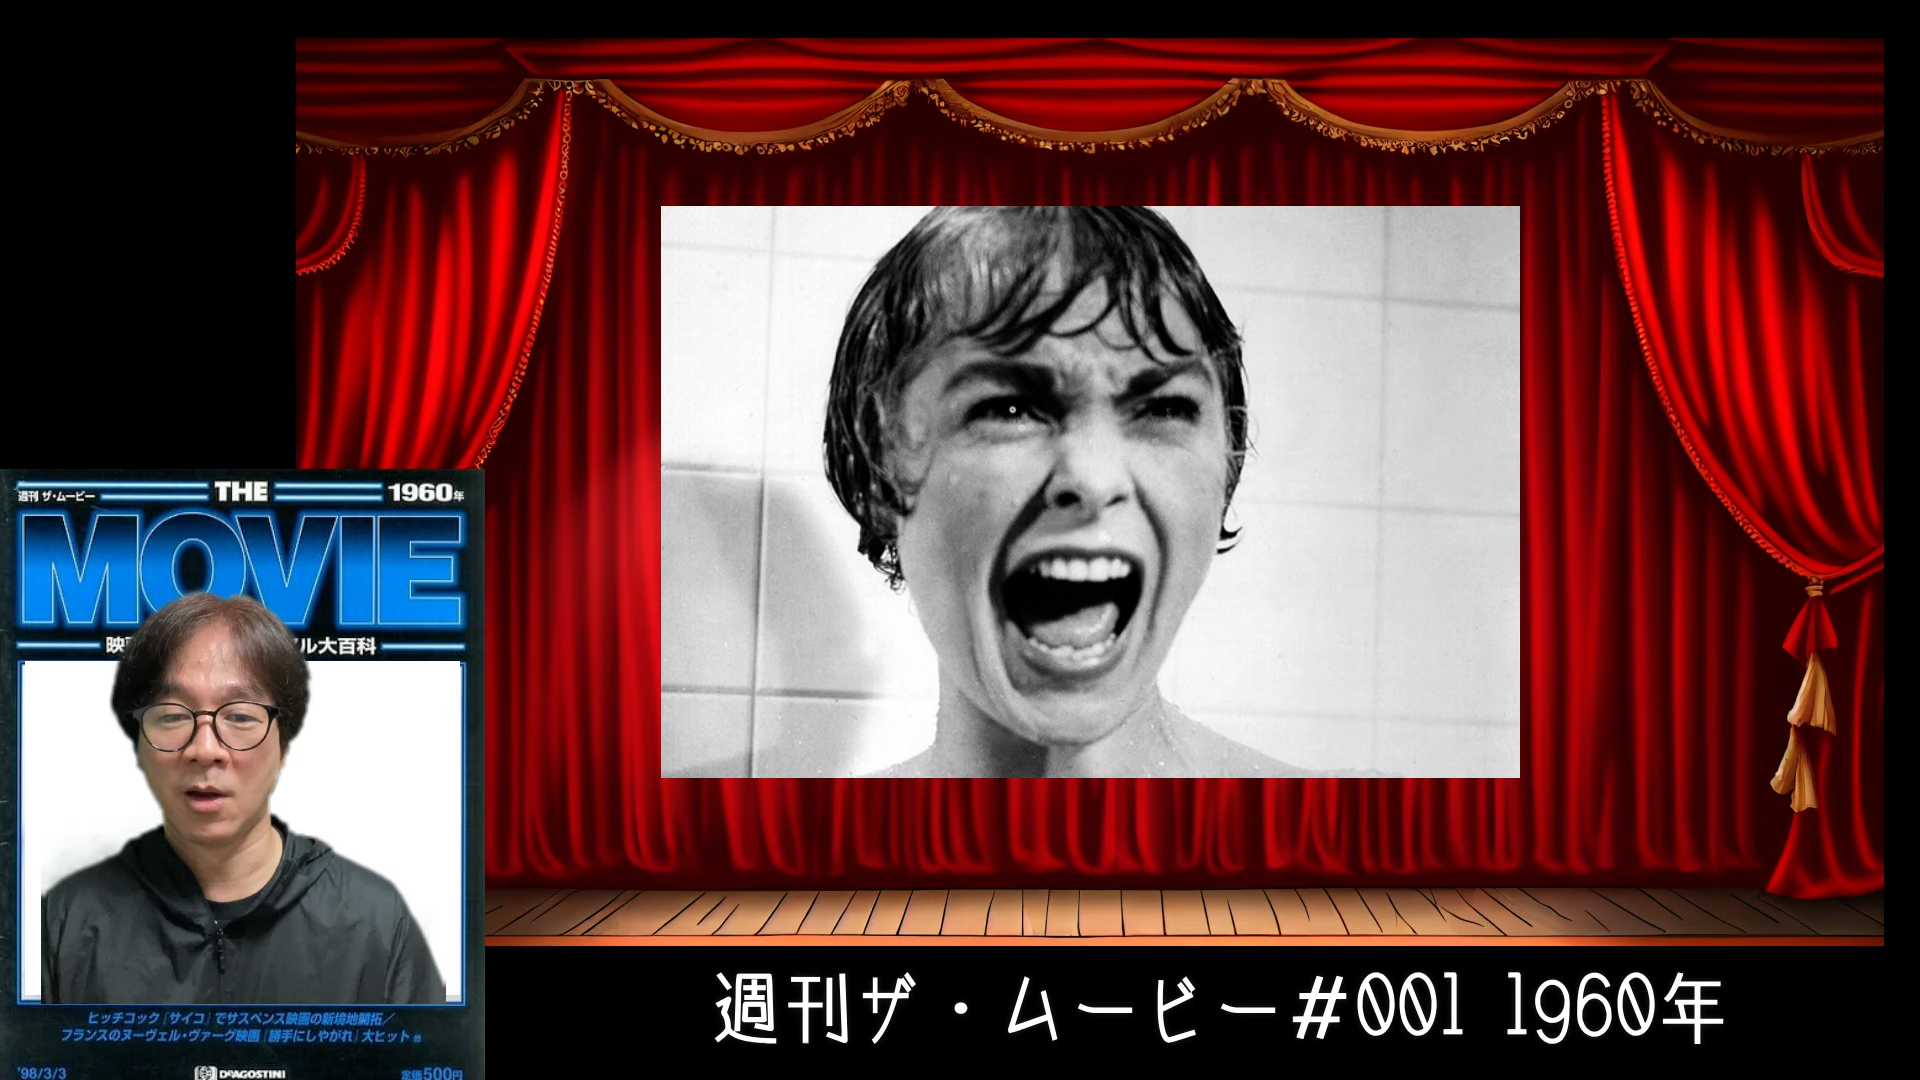 週刊 ザ・ムービー THE 1960年
MOVIE
映 ル大百科
ヒッチコック『サイコ』でサスペンス映画の新境地開拓／
フランスのヌーヴェル・ヴァーグ映画『勝手にしやがれ』大ヒット 他
'98/3/3 DeAGOSTINI 定価500円
週刊ザ・ムービー#001 1960年